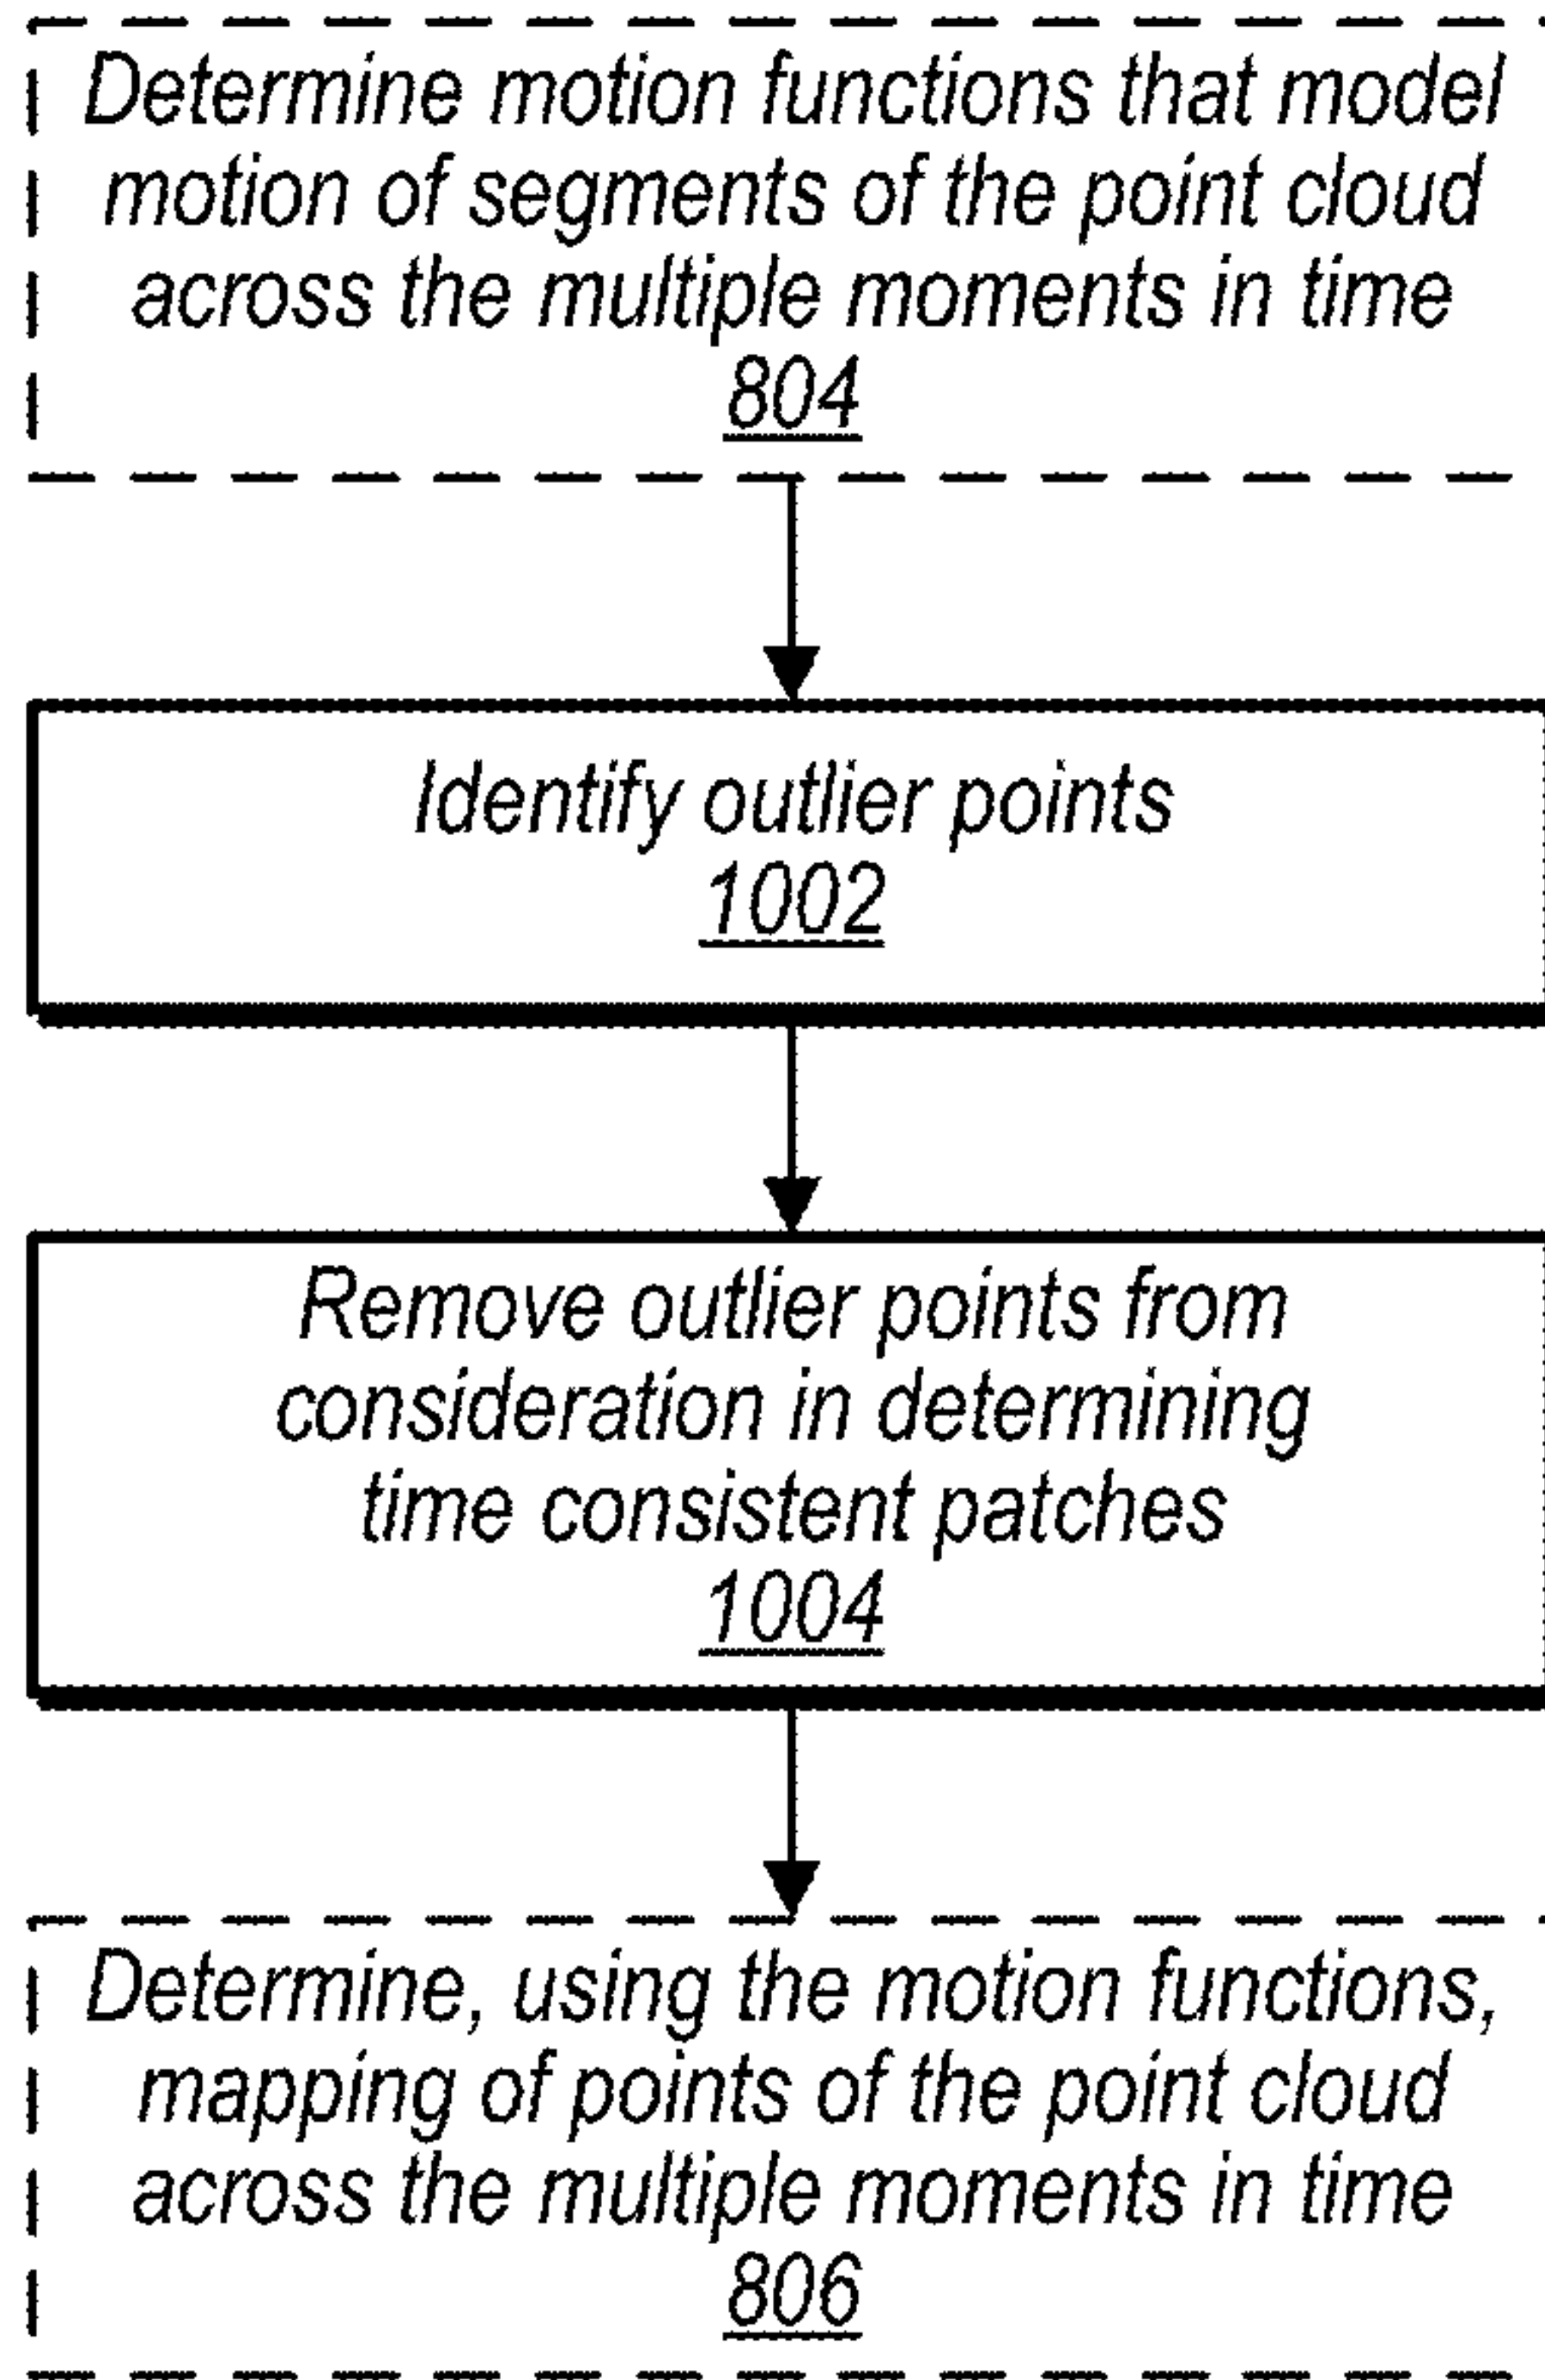 Determine motion functions that model
motion of segments of the point cloud
across the multiple moments in time
804
Identify outlier points
1002
Remove outlier points from
consideration in determining
time consistent patches
1004
Determine, using the motion functions,
mapping of points of the point cloud
across the multiple moments in time
806